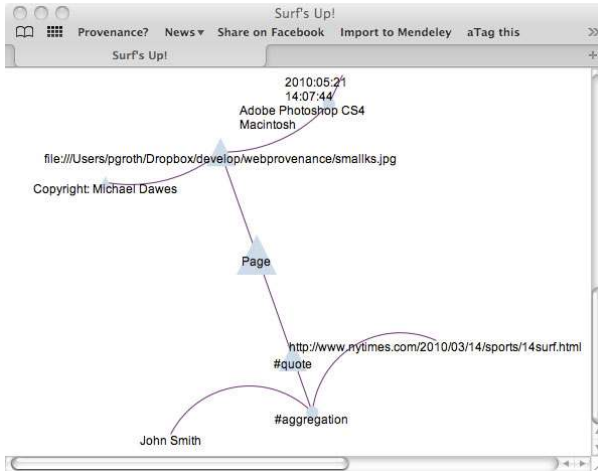 Surf's Up!
Provenance? News▾ Share on Facebook Import to Mendeley aTag this »
Surf's Up! +
2010:05:21
14:07:44
Adobe Photoshop CS4
Macintosh
file:///Users/pgroth/Dropbox/develop/webprovenance/smallks.jpg
Copyright: Michael Dawes
Page
http://www.nytimes.com/2010/03/14/sports/14surf.html
#quote
#aggregation
John Smith